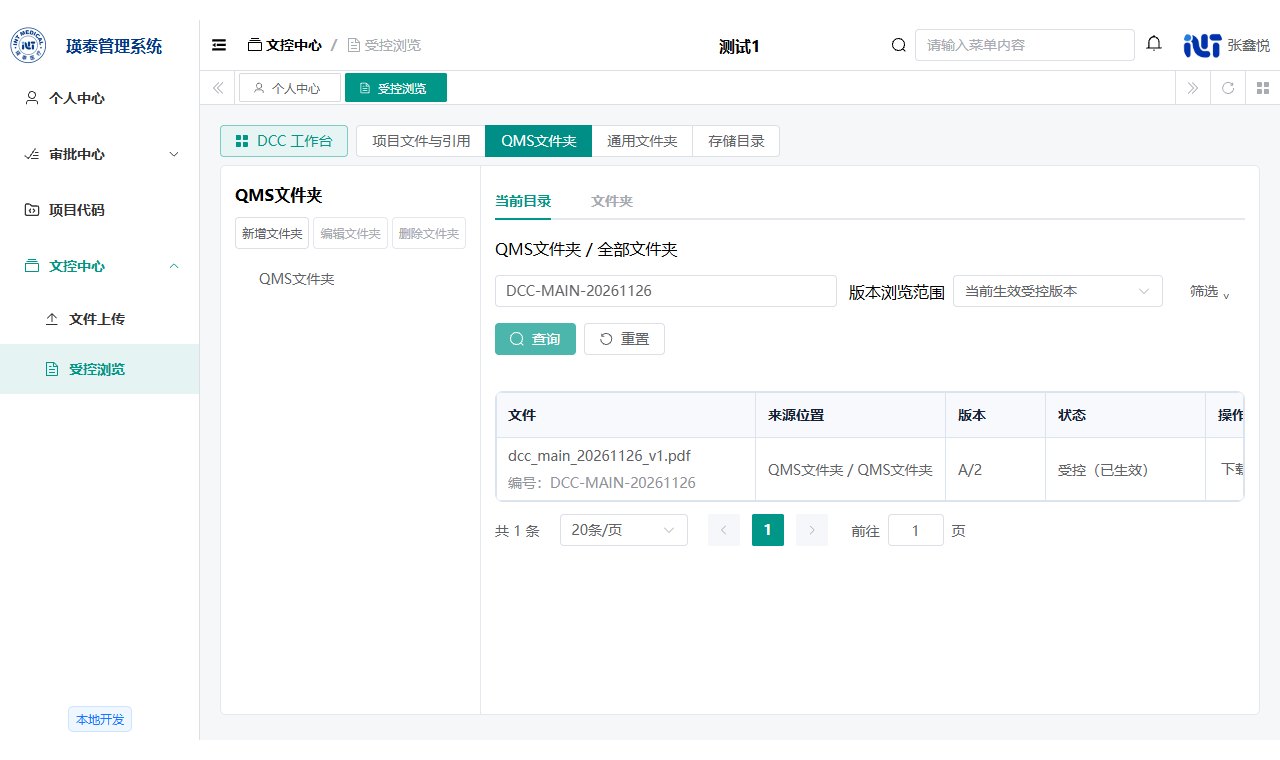 瑛泰管理系统
文控中心 / 受控浏览
测试1
请输入菜单内容
张鑫悦
个人中心
受控浏览
个人中心
审批中心
项目代码
文控中心
文件上传
受控浏览
本地开发
DCC 工作台
项目文件与引用
QMS文件夹
通用文件夹
存储目录
QMS文件夹
新增文件夹
编辑文件夹
删除文件夹
QMS文件夹
当前目录
文件夹
QMS文件夹 / 全部文件夹
DCC-MAIN-20261126
版本浏览范围
当前生效受控版本
筛选
查询
重置
文件 来源位置 版本 状态 操作
dcc_main_20261126_v1.pdf
编号：DCC-MAIN-20261126
QMS文件夹 / QMS文件夹
A/2
受控（已生效）
下载
共 1 条
20条/页
1
前往 1 页